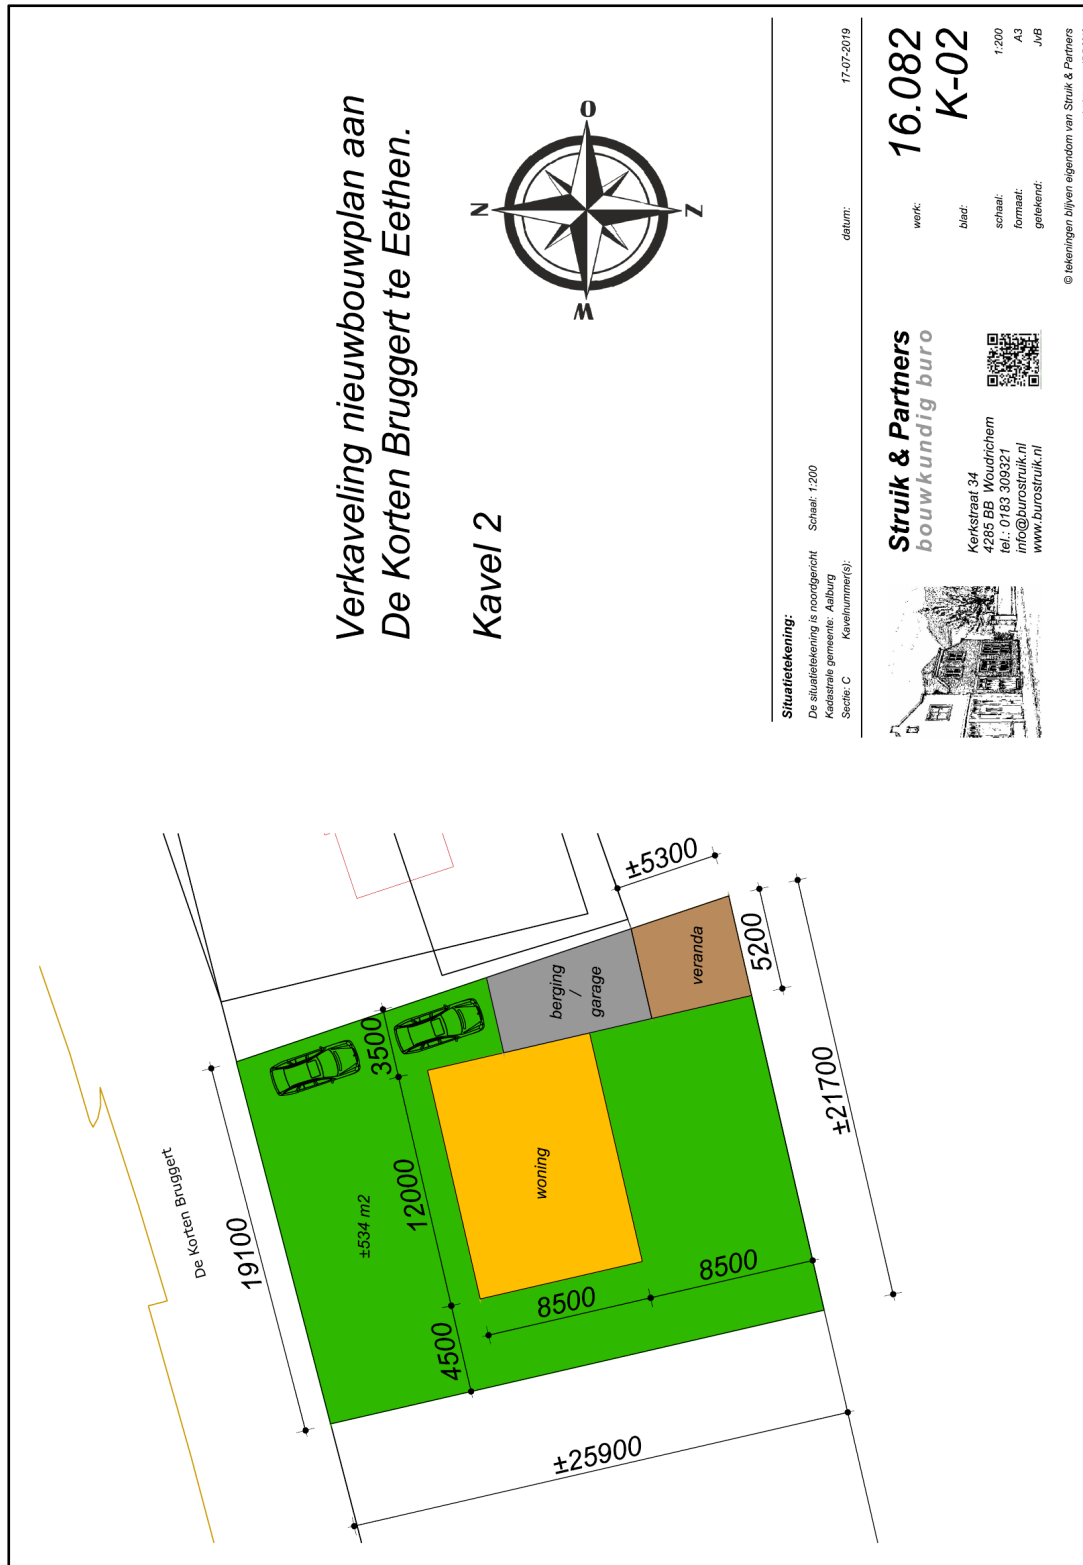 Verkaveling nieuwbouwplan aan
De Korten Bruggert te Eethen.
Kavel 2
N
O
Z
W
Situatietekening:
De situatietekening is noordgericht Schaal: 1:200
Kadastrale gemeente: Aalburg
Sectie: C Kavelnummer(s):
datum: 17-07-2019
Struik & Partners
bouwkundig buro
Kerkstraat 34
4285 BB Woudrichem
tel.: 0183 309321
info@burostruik.nl
www.burostruik.nl
werk: 16.082
blad: K-02
schaal: 1:200
formaat: A3
getekend: JvB
© tekeningen blijven eigendom van Struik & Partners
De Korten Bruggert
19100
±534 m2
3500
12000
4500
woning
berging
/
garage
veranda
±5300
5200
8500
8500
±21700
±25900